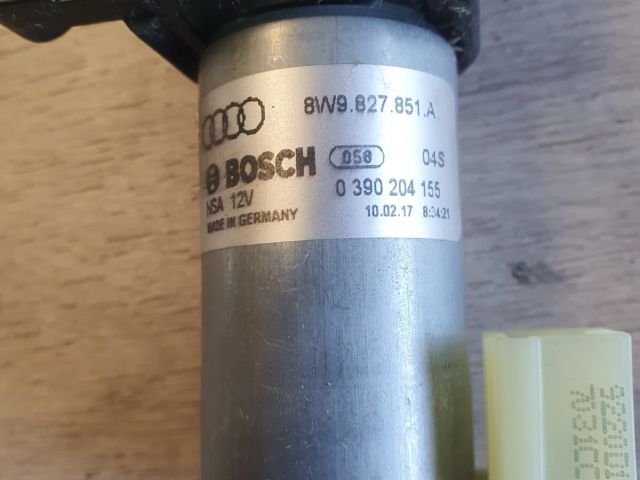 8W9.827.851.A
BOSCH
056 04S
NSA 12V
0 390 204 155
MADE IN GERMANY
10.02.17 8:34:21